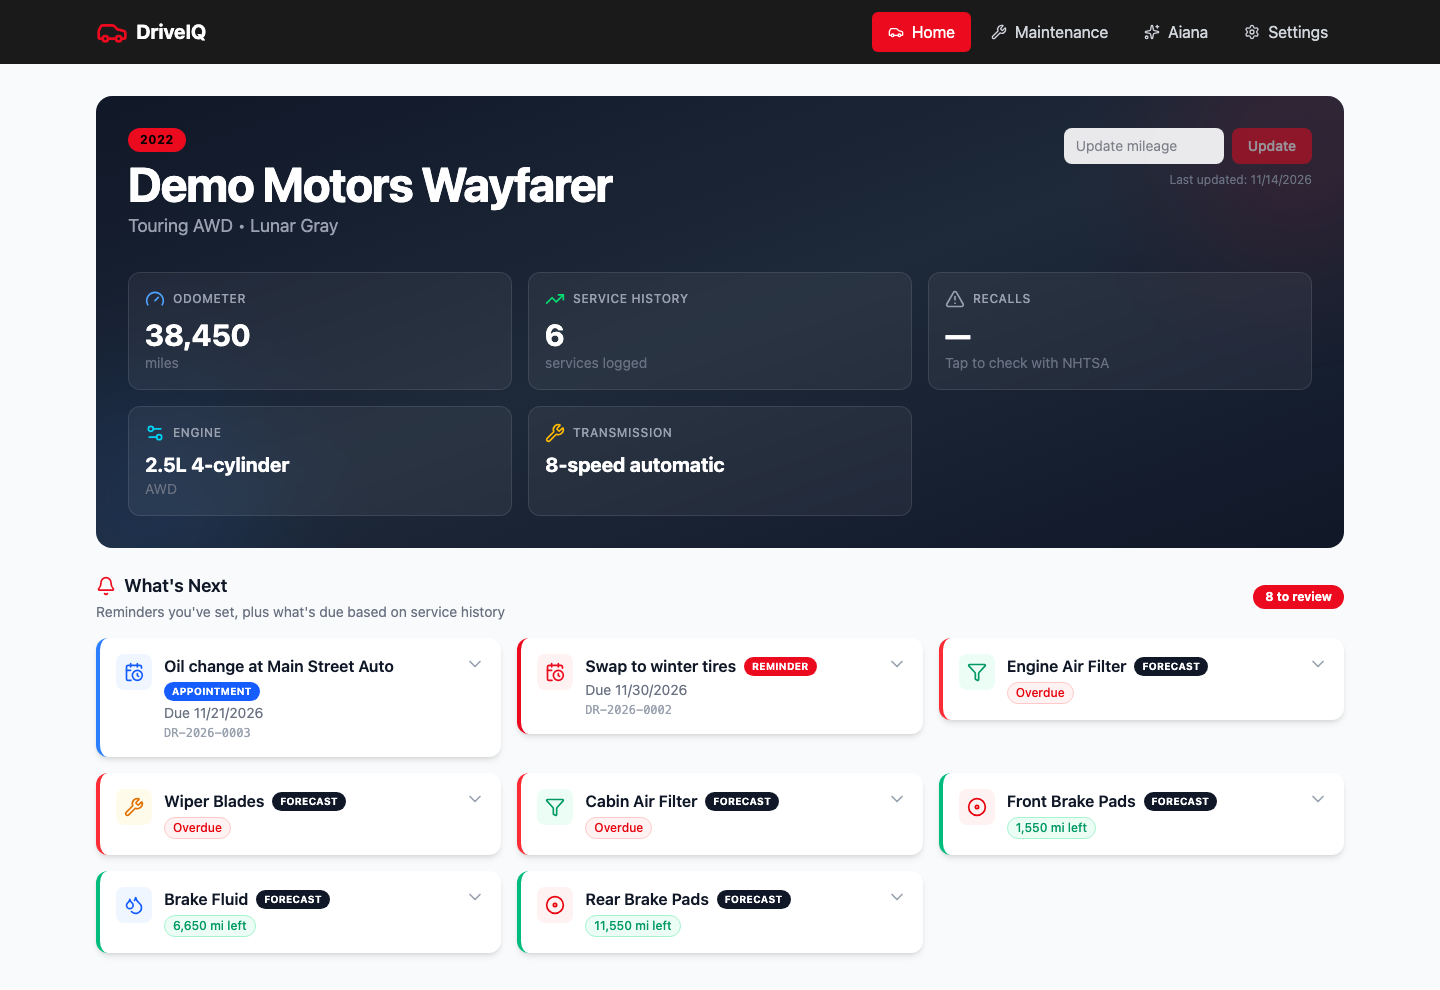 DriveIQ
Home
Maintenance
Aiana
Settings
2022
Demo Motors Wayfarer
Touring AWD • Lunar Gray
Update mileage
Update
Last updated: 11/14/2026
ODOMETER
38,450
miles
SERVICE HISTORY
6
services logged
RECALLS
—
Tap to check with NHTSA
ENGINE
2.5L 4-cylinder
AWD
TRANSMISSION
8-speed automatic
What's Next
Reminders you've set, plus what's due based on service history
8 to review
Oil change at Main Street Auto
APPOINTMENT
Due 11/21/2026
DR-2026-0003
Swap to winter tires REMINDER
Due 11/30/2026
DR-2026-0002
Engine Air Filter FORECAST
Overdue
Wiper Blades FORECAST
Overdue
Cabin Air Filter FORECAST
Overdue
Front Brake Pads FORECAST
1,550 mi left
Brake Fluid FORECAST
6,650 mi left
Rear Brake Pads FORECAST
11,550 mi left